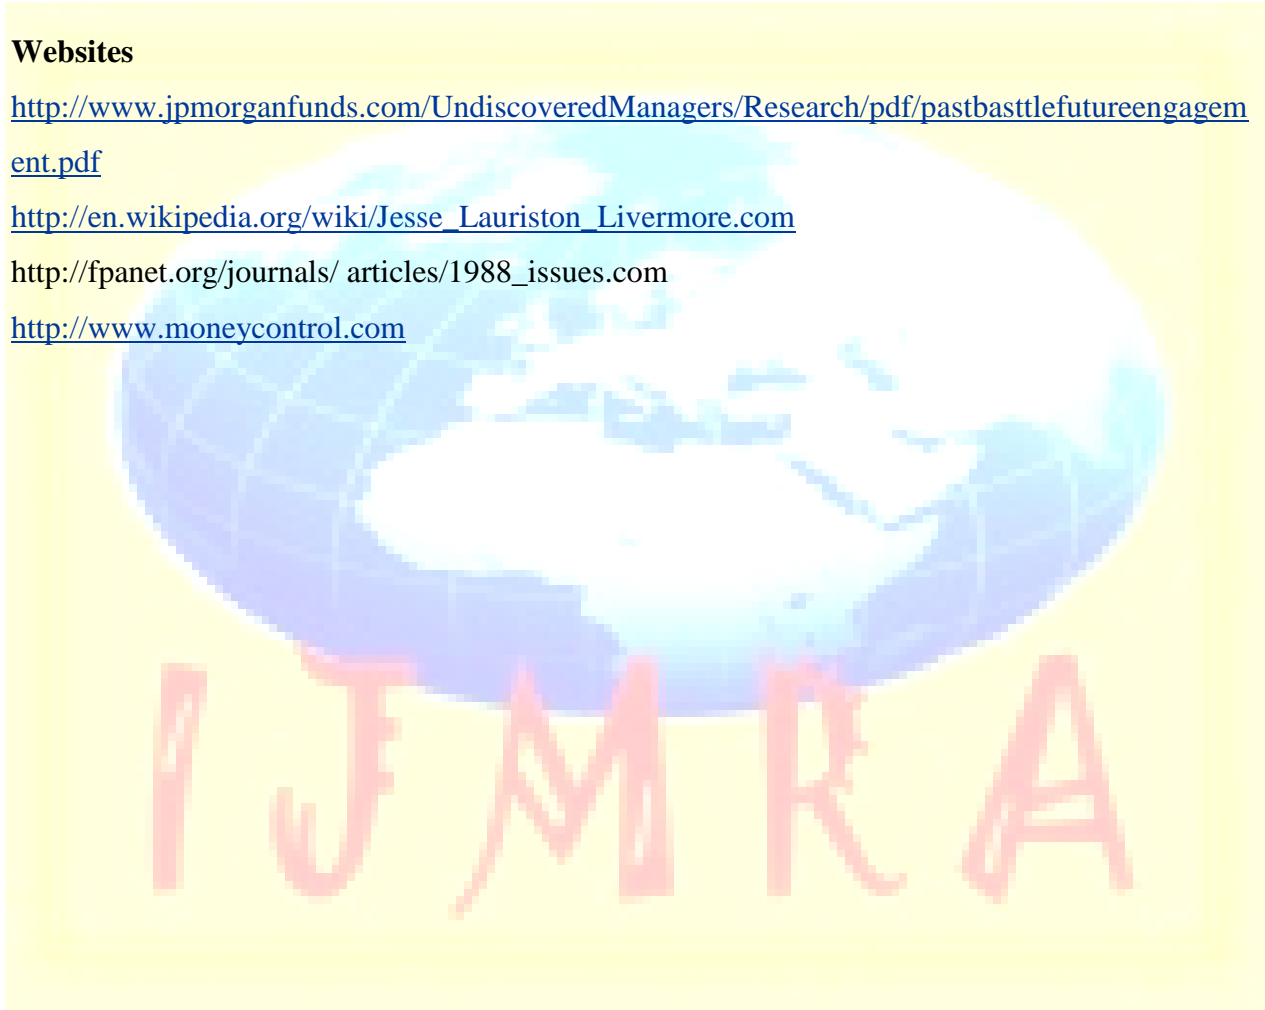 Websites
http://www.jpmorganfunds.com/UndiscoveredManagers/Research/pdf/pastbasttlefutureengagem
ent.pdf
http://en.wikipedia.org/wiki/Jesse_Lauriston_Livermore.com
http://fpanet.org/journals/ articles/1988_issues.com
http://www.moneycontrol.com
IJMRA